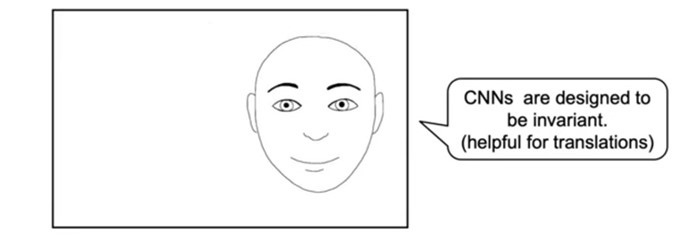 CNNs are designed to
be invariant.
(helpful for translations)